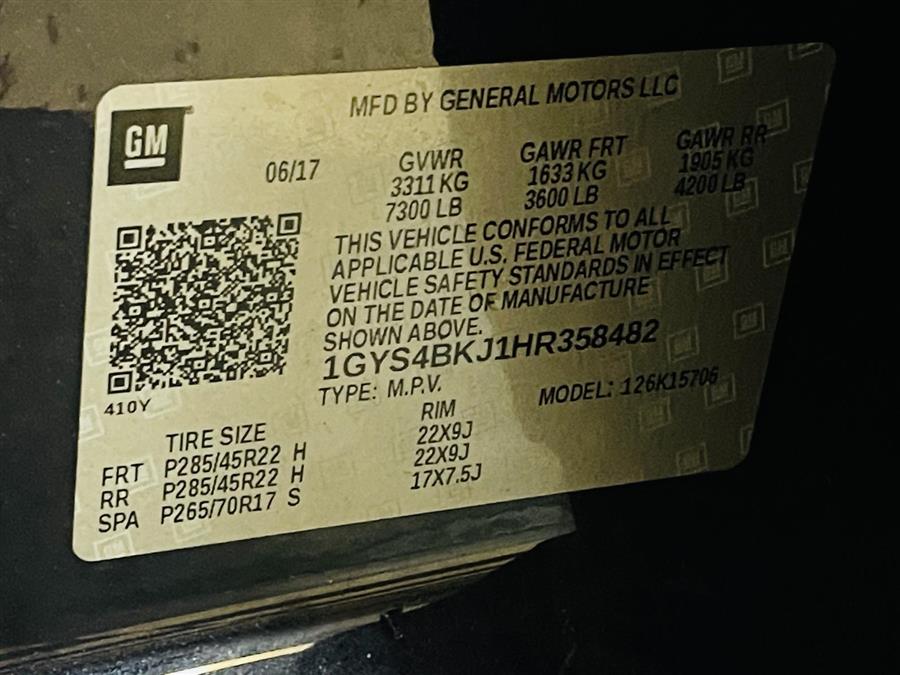 MFD BY GENERAL MOTORS LLC
GM
06/17
GVWR GAWR FRT GAWR RR
3311 KG 1633 KG 1905 KG
7300 LB 3600 LB 4200 LB
THIS VEHICLE CONFORMS TO ALL
APPLICABLE U.S. FEDERAL MOTOR
VEHICLE SAFETY STANDARDS IN EFFECT
ON THE DATE OF MANUFACTURE
SHOWN ABOVE.
1GYS4BKJ1HR358482
TYPE: M.P.V. MODEL: 126K15706
410Y
TIRE SIZE RIM
FRT P285/45R22 H 22X9J
RR P285/45R22 H 22X9J
SPA P265/70R17 S 17X7.5J